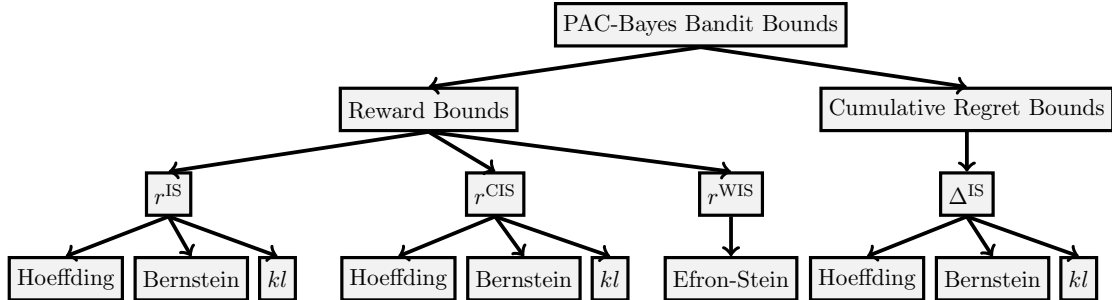 PAC-Bayes Bandit Bounds
Reward Bounds
Cumulative Regret Bounds
r^IS
r^CIS
r^WIS
Δ^IS
Hoeffding
Bernstein
kl
Hoeffding
Bernstein
kl
Efron-Stein
Hoeffding
Bernstein
kl